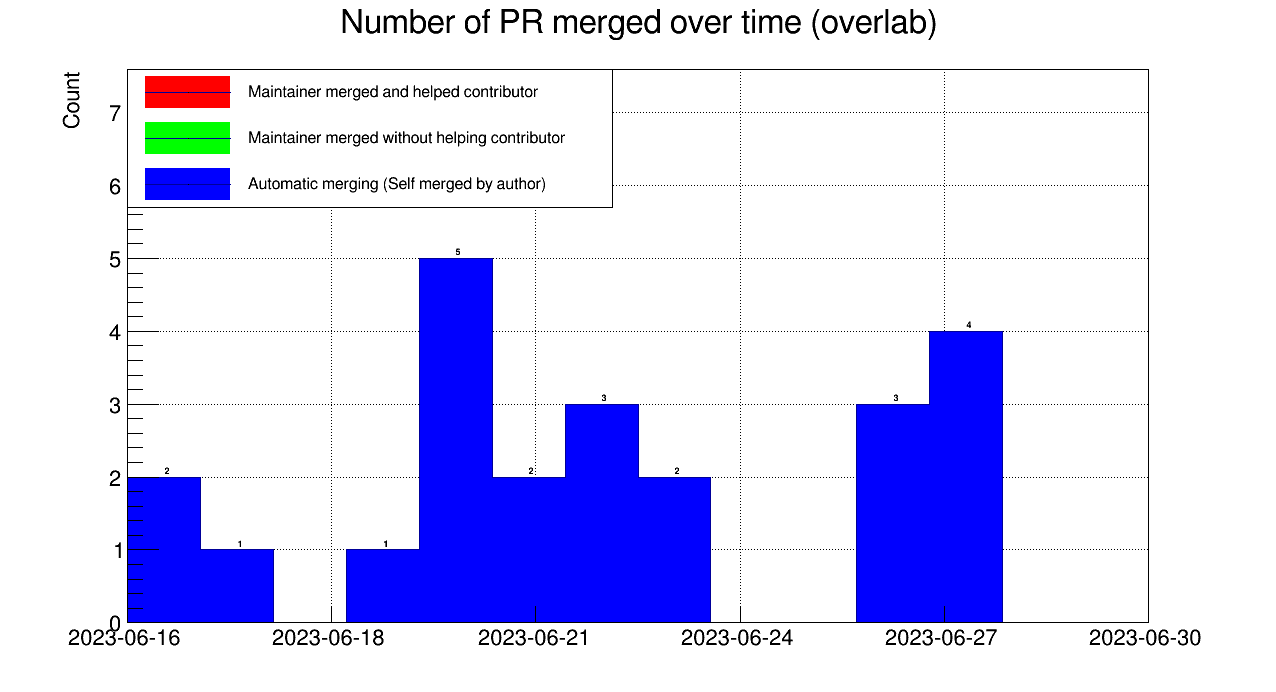 Number of PR merged over time (overlab)
Count
Maintainer merged and helped contributor
Maintainer merged without helping contributor
Automatic merging (Self merged by author)
7
6
5
4
3
2
1
0
2
1
1
5
2
3
2
3
4
2023-06-16 2023-06-18 2023-06-21 2023-06-24 2023-06-27 2023-06-30